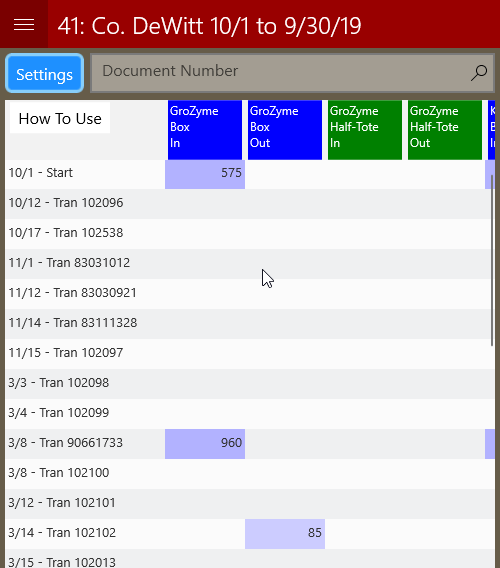 41: Co. DeWitt 10/1 to 9/30/19
Settings
Document Number
How To Use
GroZyme
Box
In
GroZyme
Box
Out
GroZyme
Half-Tote
In
GroZyme
Half-Tote
Out
10/1 - Start 575
10/12 - Tran 102096
10/17 - Tran 102538
11/1 - Tran 83031012
11/12 - Tran 83030921
11/14 - Tran 83111328
11/15 - Tran 102097
3/3 - Tran 102098
3/4 - Tran 102099
3/8 - Tran 90661733 960
3/8 - Tran 102100
3/12 - Tran 102101
3/14 - Tran 102102 85
3/15 - Tran 102013